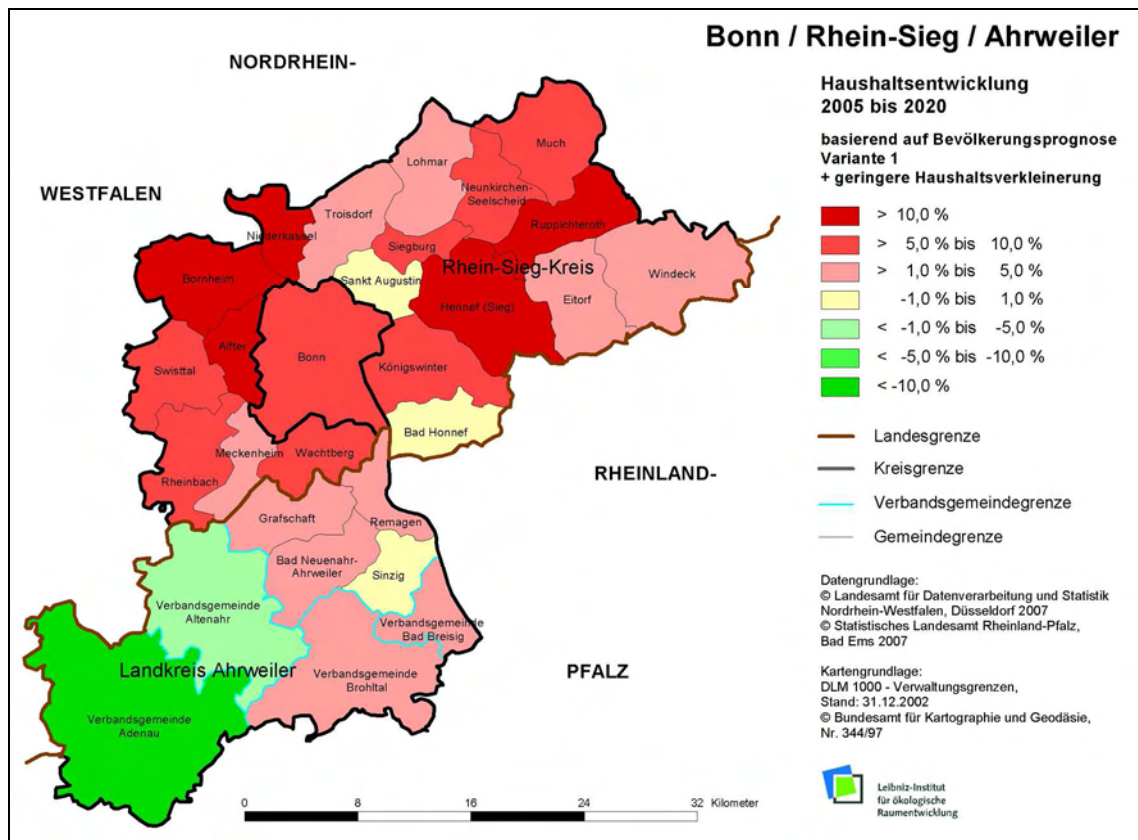 Bonn / Rhein-Sieg / Ahrweiler
NORDRHEIN-
WESTFALEN
RHEINLAND-
PFALZ
Much
Lohmar
Neunkirchen-
Seelscheid
Ruppichteroth
Troisdorf
Niederkassel
Siegburg
Rhein-Sieg-Kreis
Windeck
Sankt Augustin
Bornheim
Hennef (Sieg)
Eitorf
Alfter
Bonn
Königswinter
Swisttal
Bad Honnef
Meckenheim
Wachtberg
Rheinbach
Grafschaft
Remagen
Bad Neuenahr-
Ahrweiler
Sinzig
Verbandsgemeinde
Altenahr
Verbandsgemeinde
Bad Breisig
Landkreis Ahrweiler
Verbandsgemeinde
Brohltal
Verbandsgemeinde
Adenau
0 8 16 24 32 Kilometer
Haushaltsentwicklung
2005 bis 2020
basierend auf Bevölkerungsprognose
Variante 1
+ geringere Haushaltsverkleinerung
> 10,0 %
> 5,0 % bis 10,0 %
> 1,0 % bis 5,0 %
-1,0 % bis 1,0 %
< -1,0 % bis -5,0 %
< -5,0 % bis -10,0 %
< -10,0 %
Landesgrenze
Kreisgrenze
Verbandsgemeindegrenze
Gemeindegrenze
Datengrundlage:
© Landesamt für Datenverarbeitung und Statistik
Nordrhein-Westfalen, Düsseldorf 2007
© Statistisches Landesamt Rheinland-Pfalz,
Bad Ems 2007
Kartengrundlage:
DLM 1000 - Verwaltungsgrenzen,
Stand: 31.12.2002
© Bundesamt für Kartographie und Geodäsie,
Nr. 344/97
Leibniz-Institut
für ökologische
Raumentwicklung